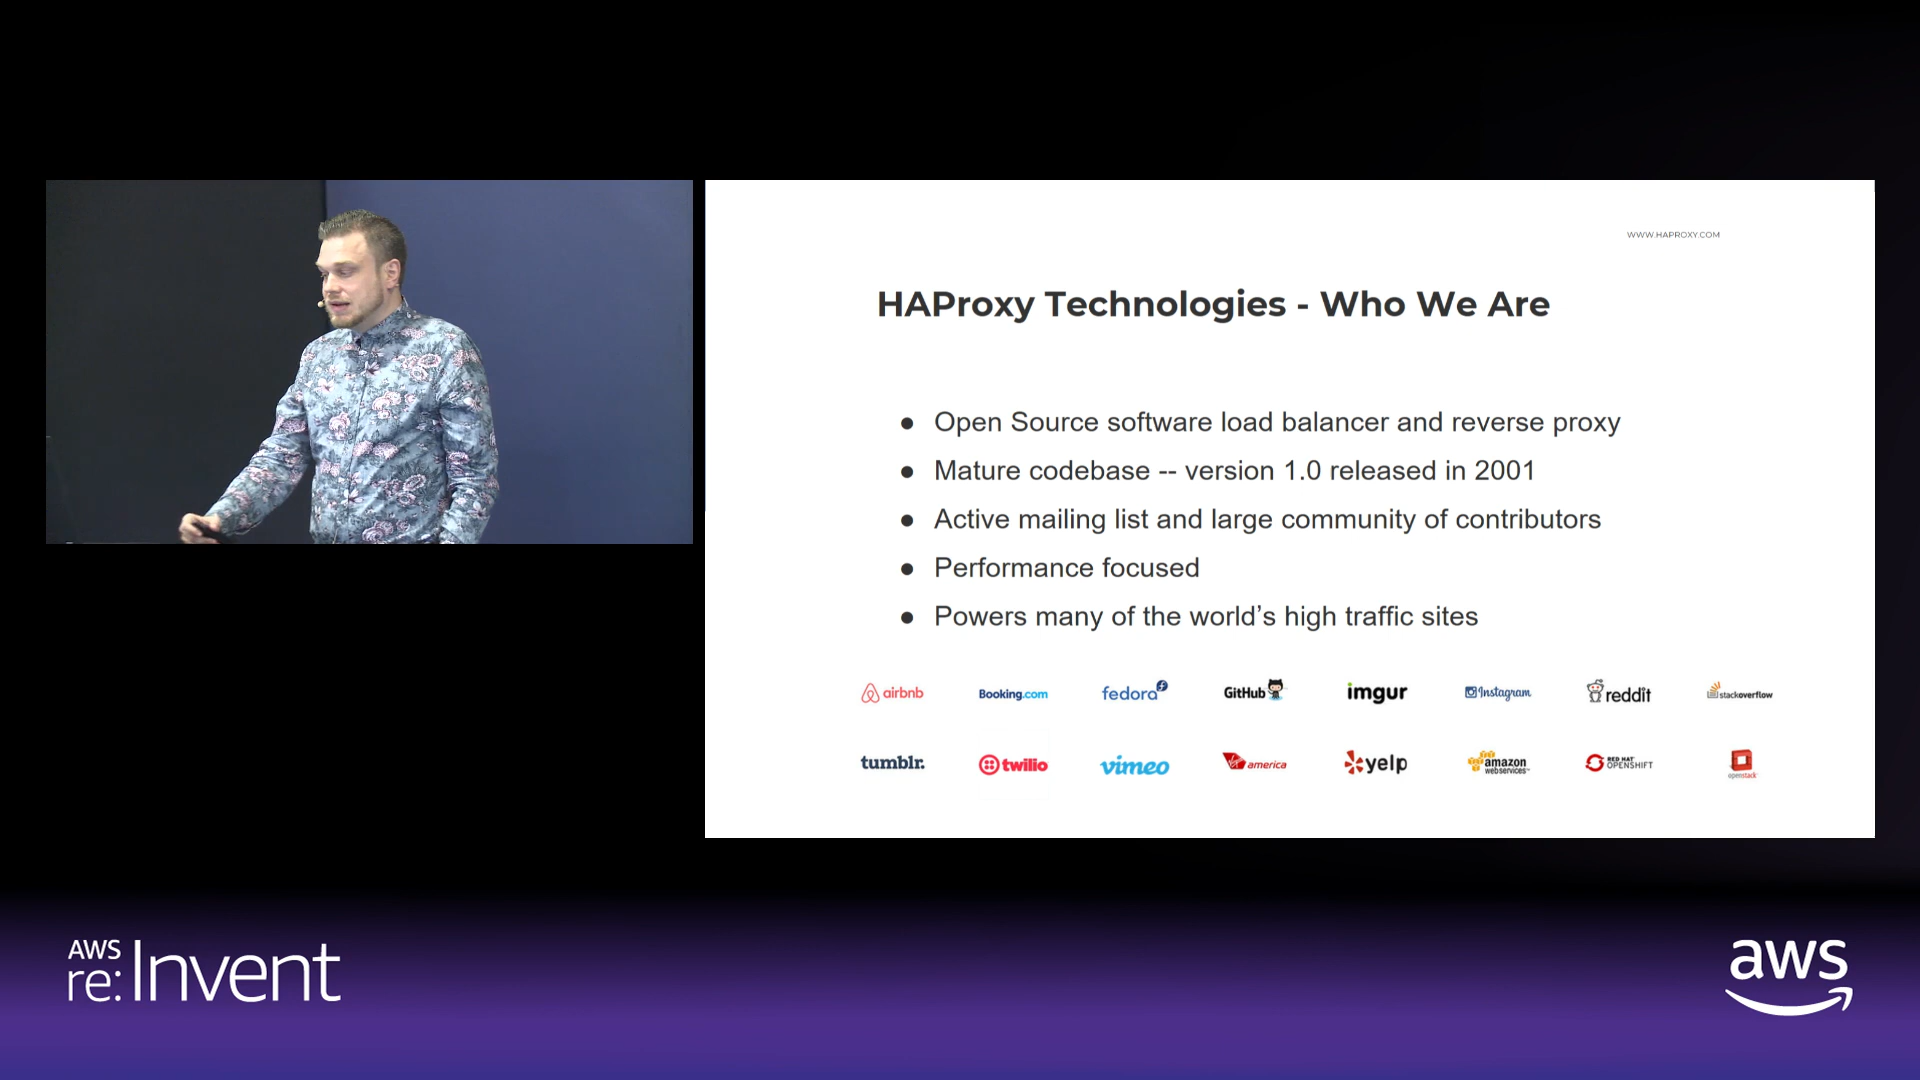 WWW.HAPROXY.COM
HAProxy Technologies - Who We Are
● Open Source software load balancer and reverse proxy
● Mature codebase -- version 1.0 released in 2001
● Active mailing list and large community of contributors
● Performance focused
● Powers many of the world’s high traffic sites
airbnb Booking.com fedora GitHub imgur Instagram reddit stackoverflow
tumblr. twilio vimeo america yelp amazon webservices™ RED HAT OPENSHIFT openstack
AWS
re:Invent
aws